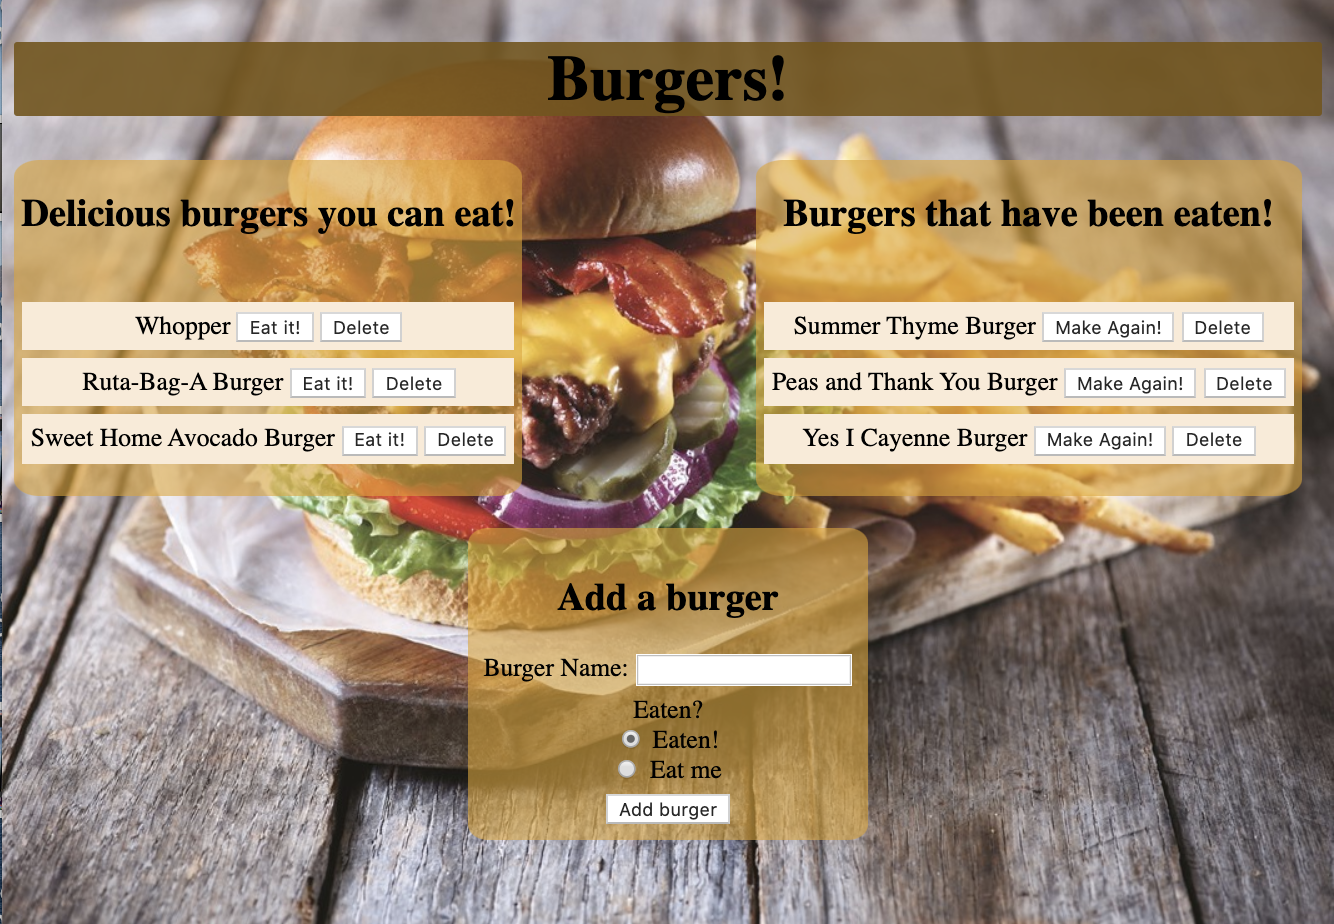 Burgers!
Delicious burgers you can eat!
Whopper Eat it! Delete
Ruta-Bag-A Burger Eat it! Delete
Sweet Home Avocado Burger Eat it! Delete
Burgers that have been eaten!
Summer Thyme Burger Make Again! Delete
Peas and Thank You Burger Make Again! Delete
Yes I Cayenne Burger Make Again! Delete
Add a burger
Burger Name:
Eaten?
Eaten!
Eat me
Add burger